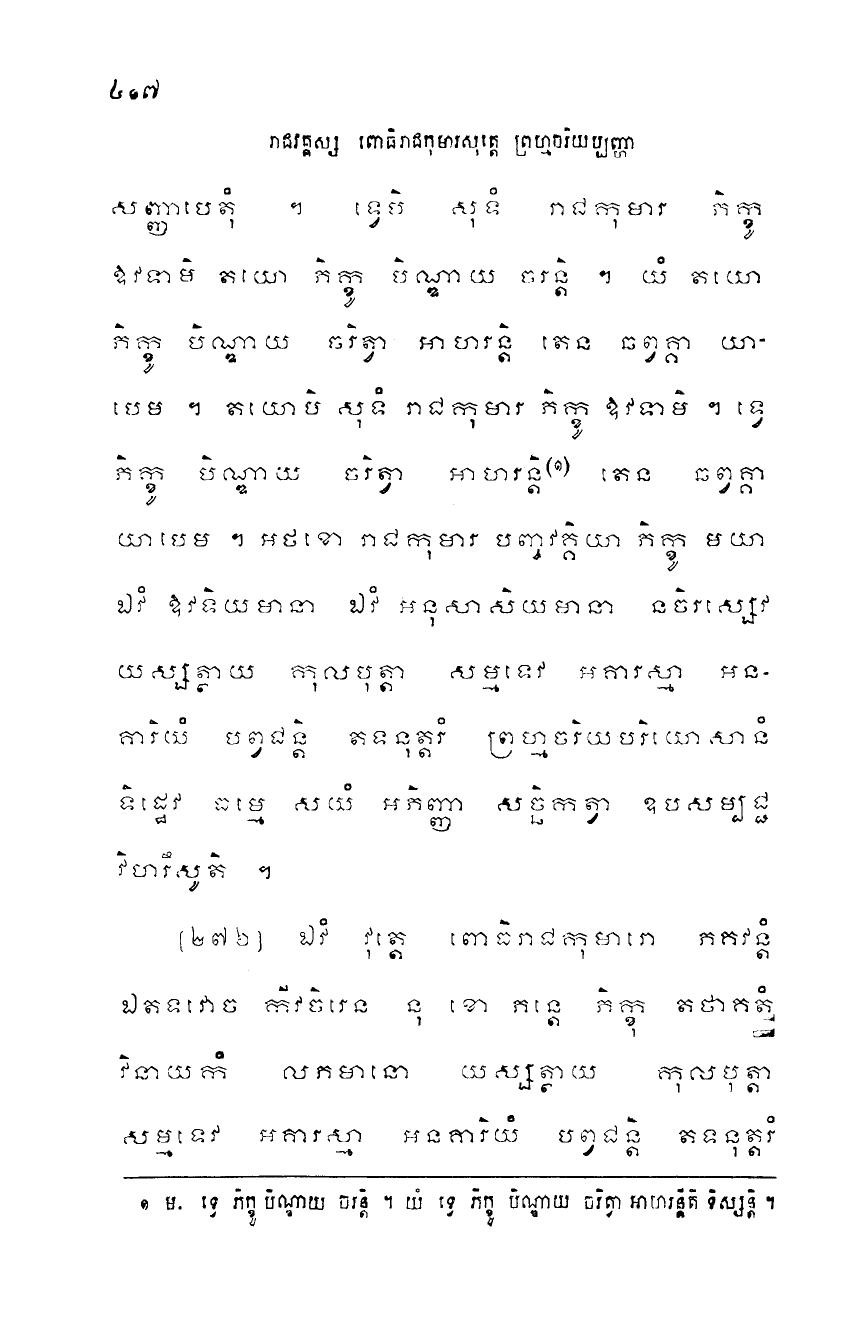 ៤១៧
រាជវគ្គស្ស ពោធិរាជកុមារសុត្តេ ព្រហ្មចរិយប្បញ្ហា
សញ្ញាបេតុំ ។ ទ្វេបិ សុទំ រាជកុមារ ភិក្ខូ
ឱវទាមិ តយោ ភិក្ខូ បិណ្ឌាយ ចរន្តិ ។ យំ តយោ
ភិក្ខូ បិណ្ឌាយ ចរិត្វា អាហរន្តិ តេន ឆព្វគ្គា យា-
បេម ។ តយោបិ សុទំ រាជកុមារ ភិក្ខូ ឱវទាមិ ។ ទ្វេ
ភិក្ខូ បិណ្ឌាយ ចរិត្វា អាហរន្តិ(១) តេន ឆព្វគ្គា
យាបេម ។ អថខោ រាជកុមារ បញ្ចវគ្គិយា ភិក្ខូ មយា
ឯវំ ឱវទិយមានា ឯវំ អនុសាសិយមានា នចិរស្សេវ
យស្សត្ថាយ កុលបុត្តា សម្មទេវ អគារស្មា អន-
គារិយំ បព្វជន្តិ តទនុត្តរំ ព្រហ្មចរិយបរិយោសានំ
ទិដ្ឋេវ ធម្មេ សយំ អភិញ្ញា សច្ឆិកត្វា ឧបសម្បជ្ជ
វិហរឹសូតិ ។
[២៧៦] ឯវំ វុត្តេ ពោធិរាជកុមារោ ភគវន្តំ
ឯតទវោច កីវចិរេន នុ ខោ ភន្តេ ភិក្ខុ តថាគតំ
វិនាយកំ លភមានោ យស្សត្ថាយ កុលបុត្តា
សម្មទេវ អគារស្មា អនគារិយំ បព្វជន្តិ តទនុត្តរំ
១ ម. ទ្វេ ភិក្ខូ បិណ្ឌាយ ចរន្តិ ។ យំ ទ្វេ ភិក្ខូ បិណ្ឌាយ ចរិត្វា អាហរន្តីតិ ទិស្សន្តិ ។